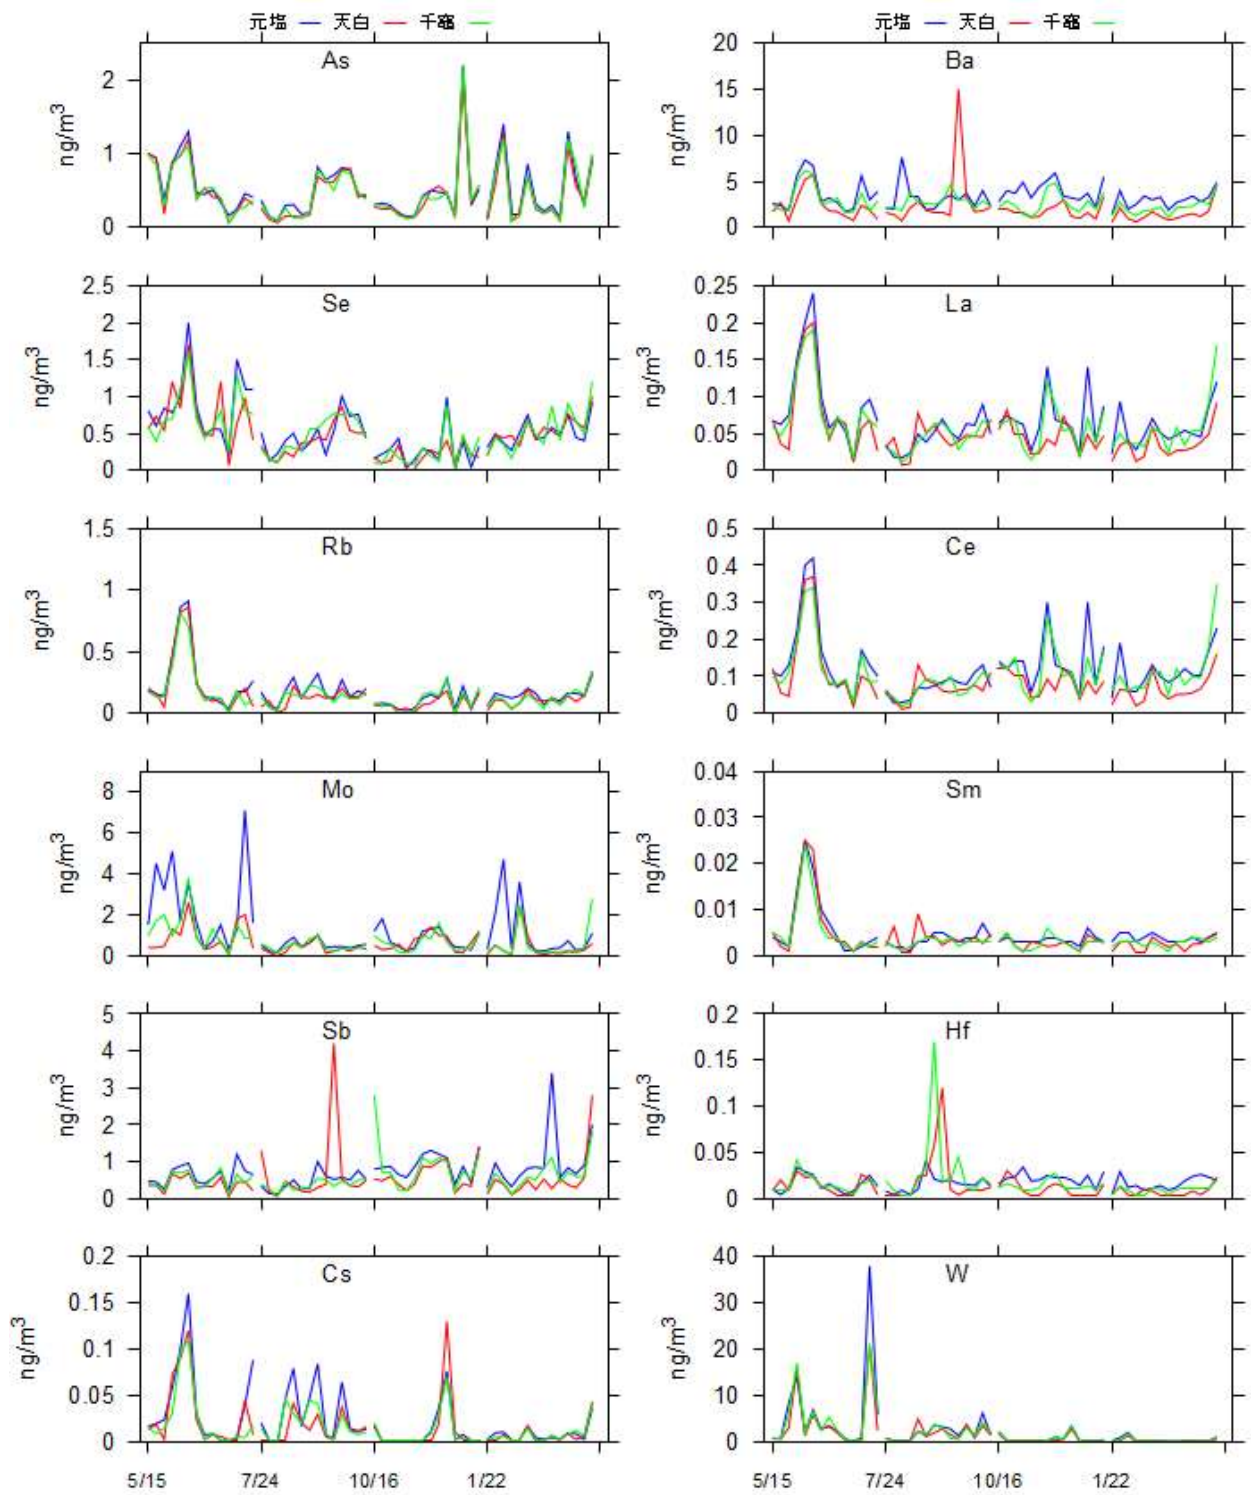 元塩 天白 千竈 元塩 天白 千竈
As Ba
2 20
ng/m3 15 ng/m3
1 10
5
0 0
Se La
2.5 0.25
2 0.2
ng/m3 1.5 ng/m3 0.15
1 0.1
0.5 0.05
0 0
Rb Ce
1.5 0.5
0.4
ng/m3 1 ng/m3 0.3
0.5 0.2
0.1
0 0
Mo Sm
8 0.04
ng/m3 6 ng/m3 0.03
4 0.02
2 0.01
0 0
Sb Hf
5 0.2
4 0.15
ng/m3 3 ng/m3 0.1
2
1 0.05
0 0
Cs W
0.2 40
ng/m3 0.15 ng/m3 30
0.1 20
0.05 10
0 0
5/15 7/24 10/16 1/22 5/15 7/24 10/16 1/22